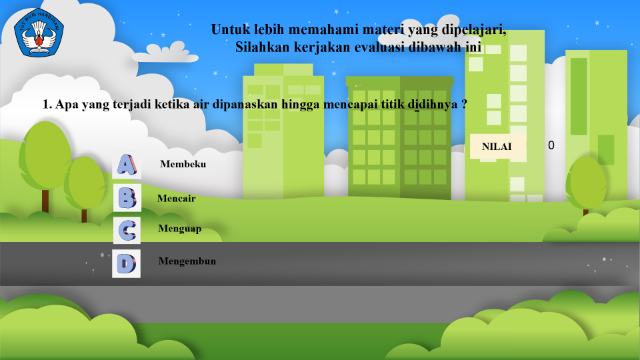 Untuk lebih memahami materi yang dipelajari,
Silahkan kerjakan evaluasi dibawah ini
1. Apa yang terjadi ketika air dipanaskan hingga mencapai titik didihnya ?
NILAI 0
A Membeku
B Mencair
C Menguap
D Mengembun